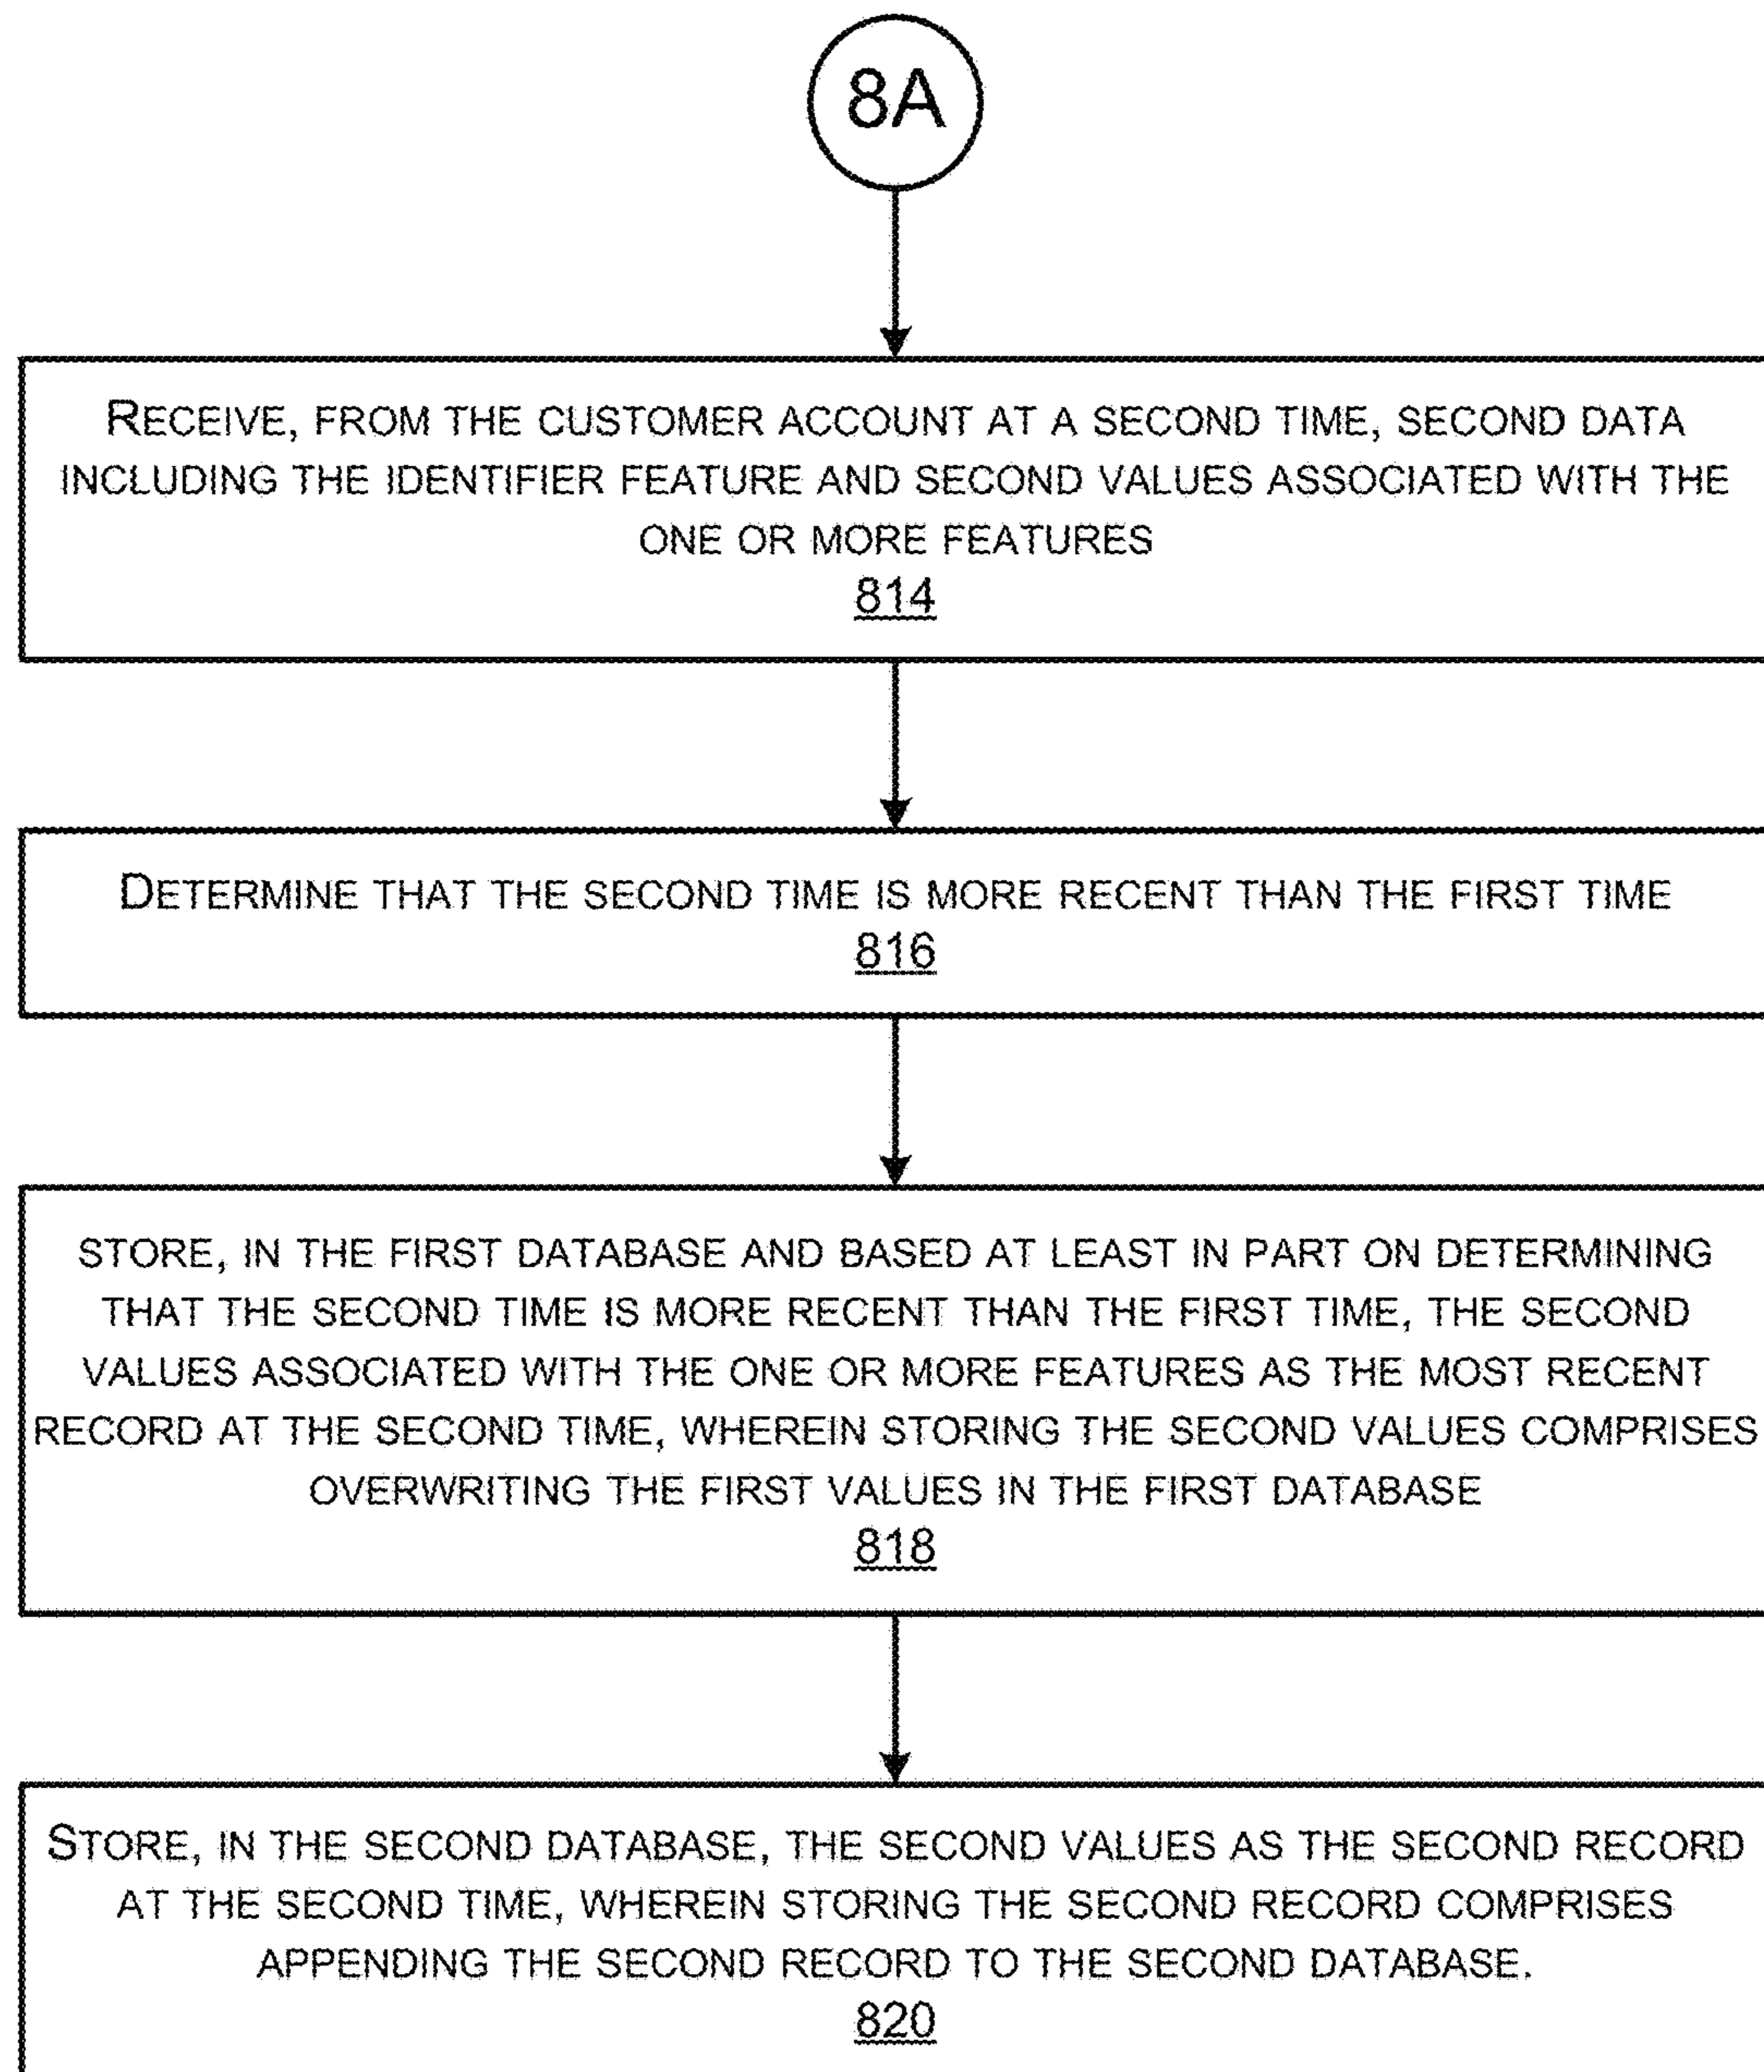 8A
RECEIVE, FROM THE CUSTOMER ACCOUNT AT A SECOND TIME, SECOND DATA
INCLUDING THE IDENTIFIER FEATURE AND SECOND VALUES ASSOCIATED WITH THE
ONE OR MORE FEATURES
814
DETERMINE THAT THE SECOND TIME IS MORE RECENT THAN THE FIRST TIME
816
STORE, IN THE FIRST DATABASE AND BASED AT LEAST IN PART ON DETERMINING
THAT THE SECOND TIME IS MORE RECENT THAN THE FIRST TIME, THE SECOND
VALUES ASSOCIATED WITH THE ONE OR MORE FEATURES AS THE MOST RECENT
RECORD AT THE SECOND TIME, WHEREIN STORING THE SECOND VALUES COMPRISES
OVERWRITING THE FIRST VALUES IN THE FIRST DATABASE
818
STORE, IN THE SECOND DATABASE, THE SECOND VALUES AS THE SECOND RECORD
AT THE SECOND TIME, WHEREIN STORING THE SECOND RECORD COMPRISES
APPENDING THE SECOND RECORD TO THE SECOND DATABASE.
820